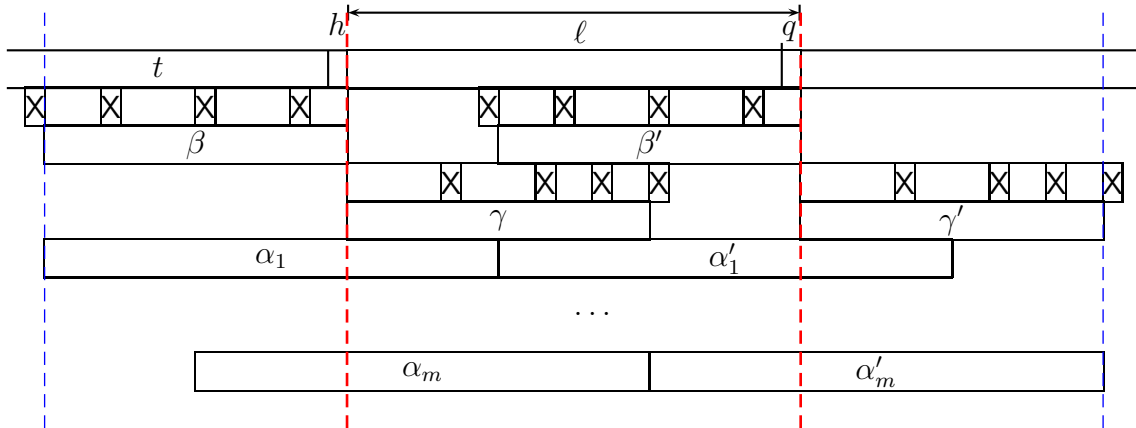 h ℓ q
t
X X X X X X X X
β β′
X X X X X X X X
γ γ′
α₁ α′₁
...
αₘ α′ₘ